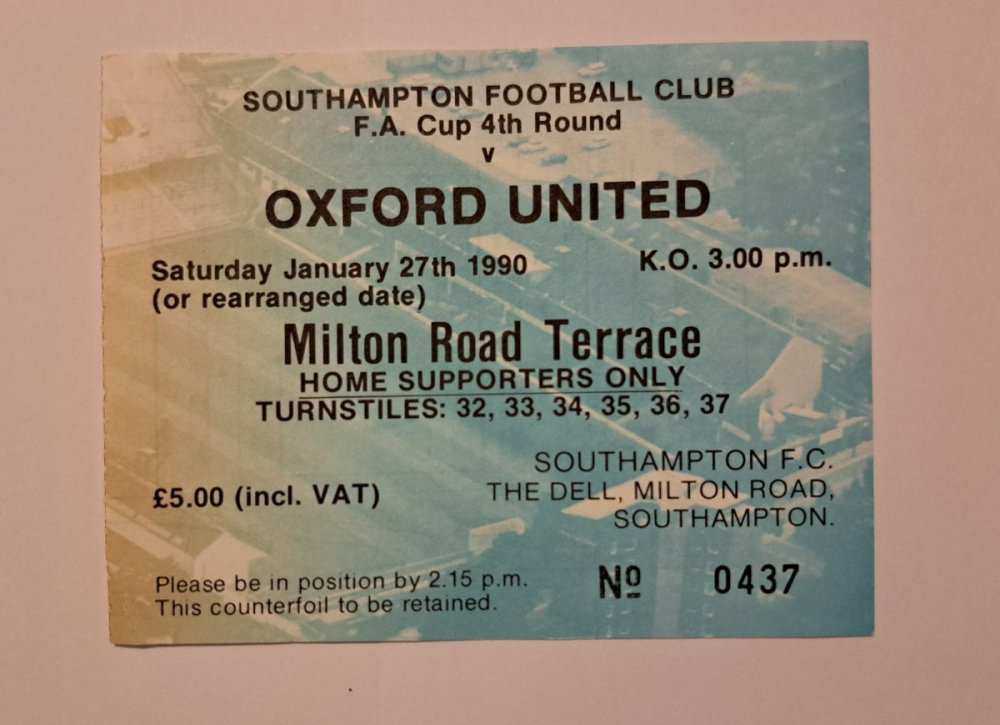 SOUTHAMPTON FOOTBALL CLUB
F.A. Cup 4th Round
v
OXFORD UNITED
Saturday January 27th 1990
(or rearranged date)
K.O. 3.00 p.m.
Milton Road Terrace
HOME SUPPORTERS ONLY
TURNSTILES: 32, 33, 34, 35, 36, 37
£5.00 (incl. VAT)
SOUTHAMPTON F.C.
THE DELL, MILTON ROAD,
SOUTHAMPTON.
Please be in position by 2.15 p.m.
This counterfoil to be retained.
Nº 0437